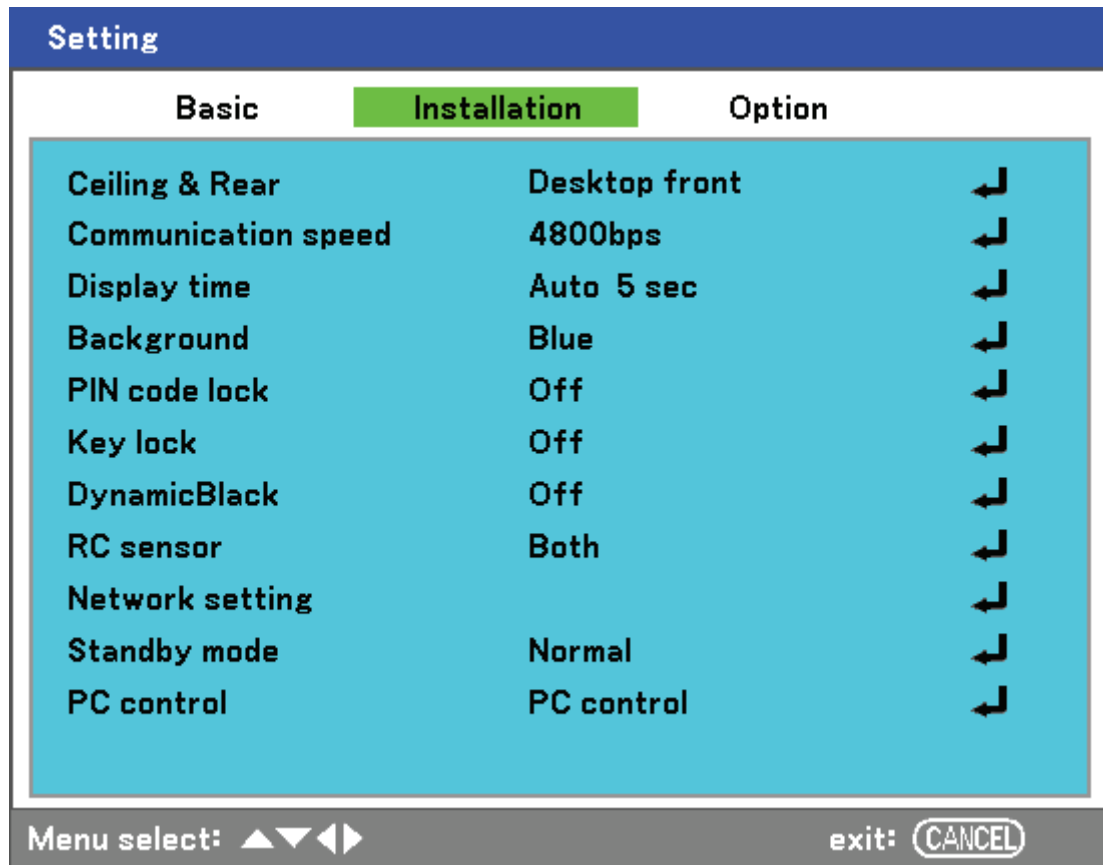 Setting
Basic Installation Option
Ceiling & Rear Desktop front
Communication speed 4800bps
Display time Auto 5 sec
Background Blue
PIN code lock Off
Key lock Off
DynamicBlack Off
RC sensor Both
Network setting
Standby mode Normal
PC control PC control
Menu select: ▲▼◀▶ exit: CANCEL